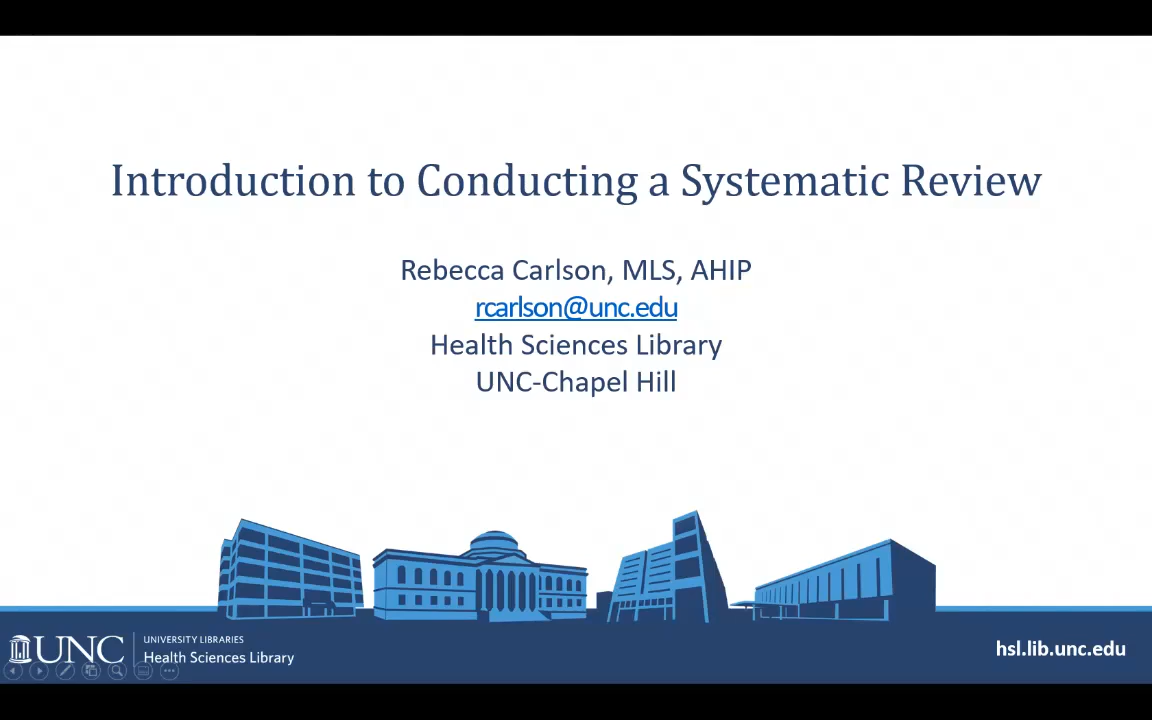 Introduction to Conducting a Systematic Review
Rebecca Carlson, MLS, AHIP
rcarlson@unc.edu
Health Sciences Library
UNC-Chapel Hill
UNC
UNIVERSITY LIBRARIES
Health Sciences Library
hsl.lib.unc.edu